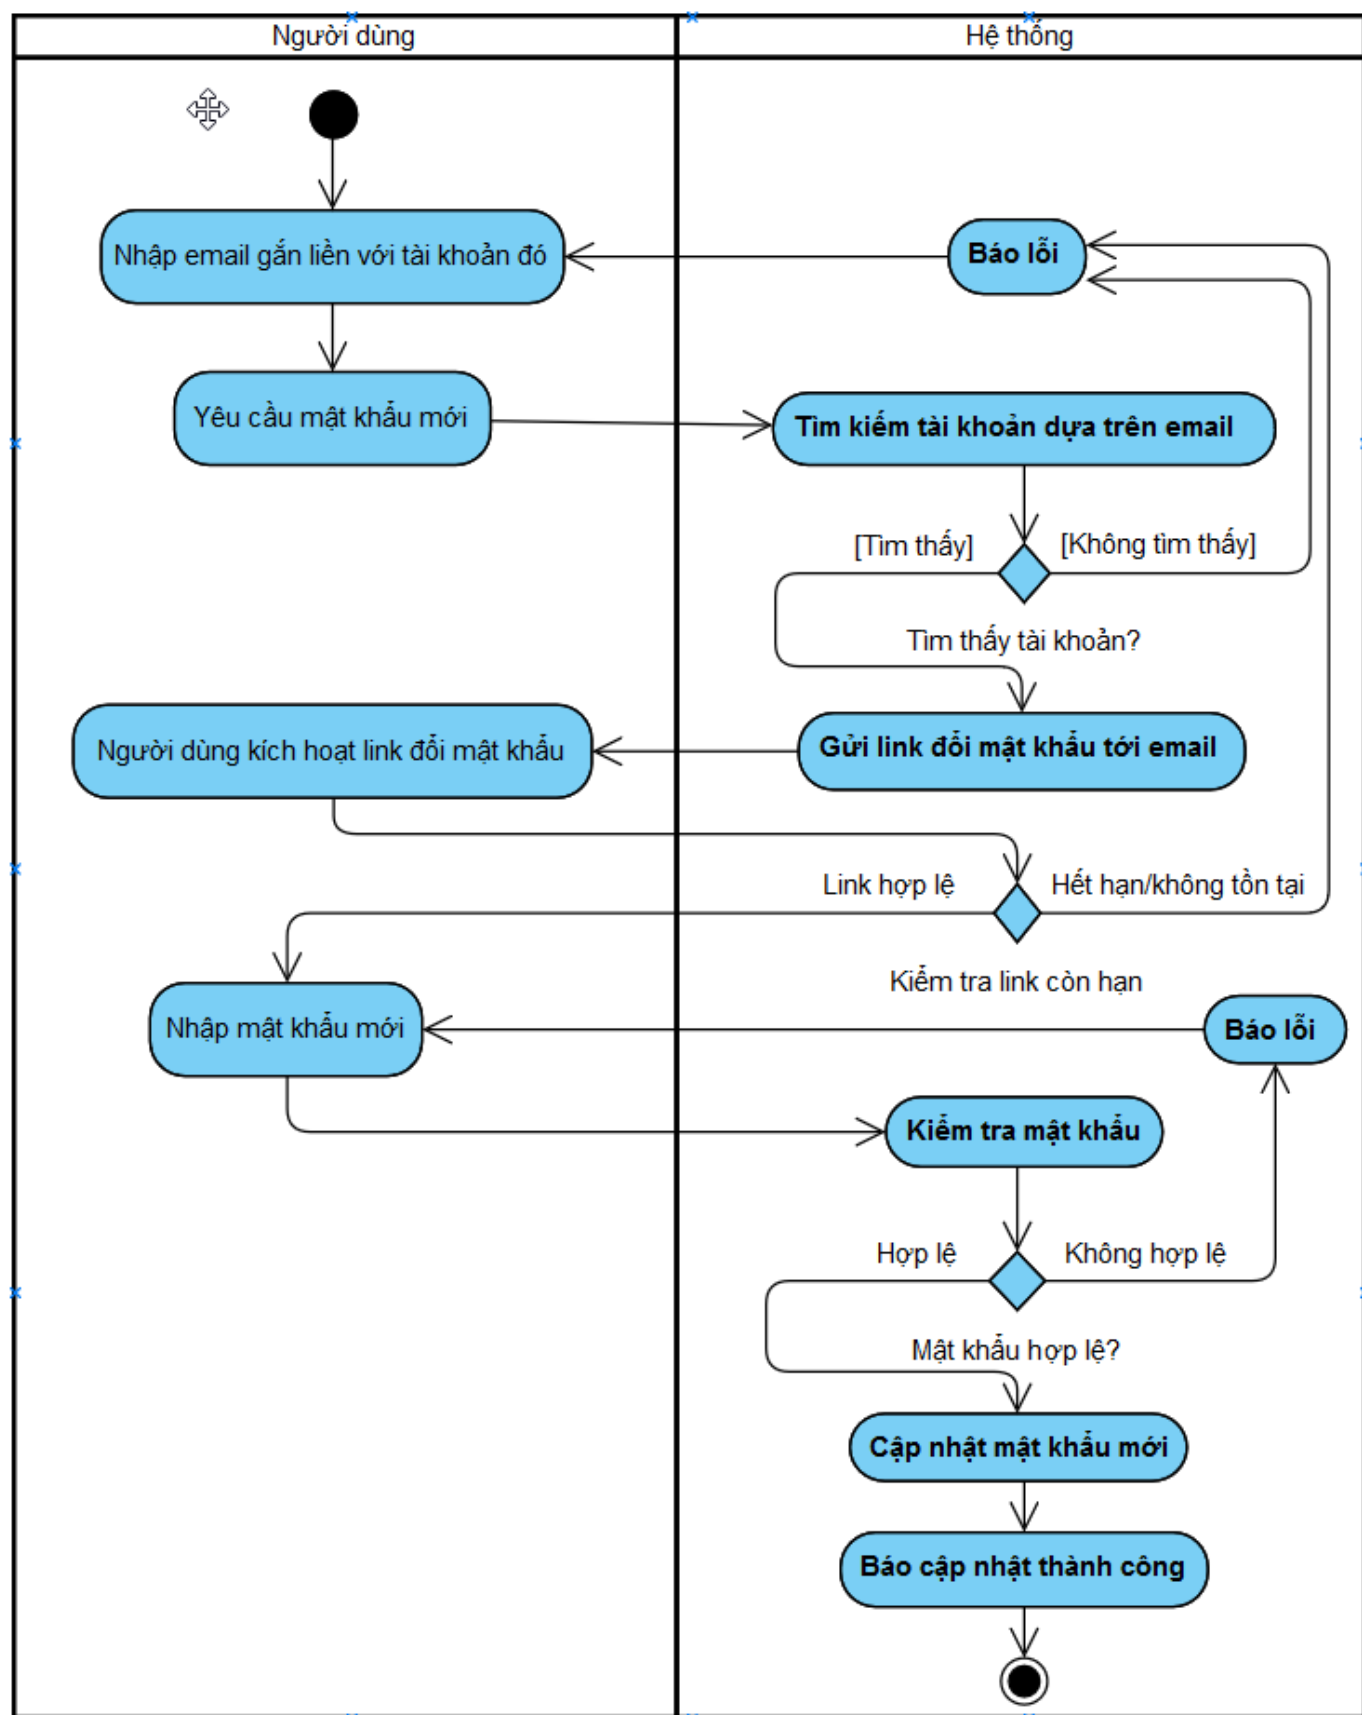 Người dùng
Hệ thống
Nhập email gắn liền với tài khoản đó
Báo lỗi
Yêu cầu mật khẩu mới
Tìm kiếm tài khoản dựa trên email
[Tìm thấy]
[Không tìm thấy]
Tìm thấy tài khoản?
Người dùng kích hoạt link đổi mật khẩu
Gửi link đổi mật khẩu tới email
Link hợp lệ
Hết hạn/không tồn tại
Kiểm tra link còn hạn
Nhập mật khẩu mới
Báo lỗi
Kiểm tra mật khẩu
Hợp lệ
Không hợp lệ
Mật khẩu hợp lệ?
Cập nhật mật khẩu mới
Báo cập nhật thành công